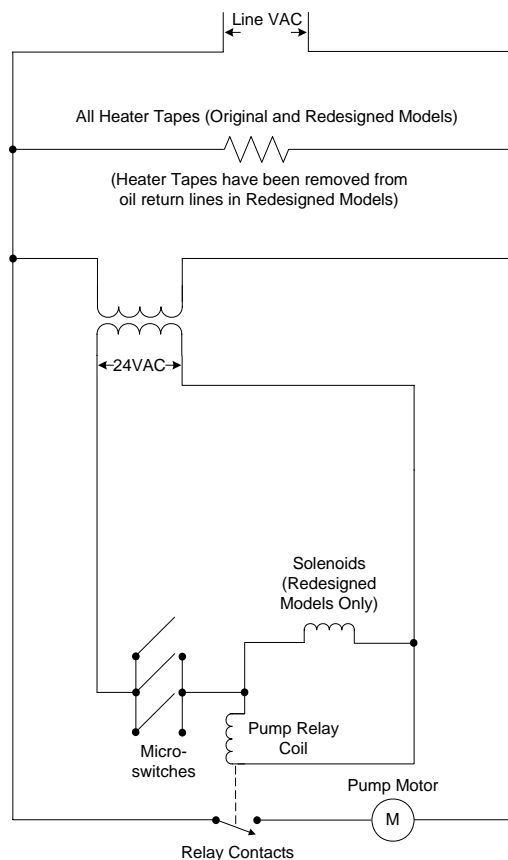 Line VAC
All Heater Tapes (Original and Redesigned Models)
(Heater Tapes have been removed from
oil return lines in Redesigned Models)
24VAC
Solenoids
(Redesigned
Models Only)
Pump Relay
Coil
Micro-
switches
Pump Motor
M
Relay Contacts